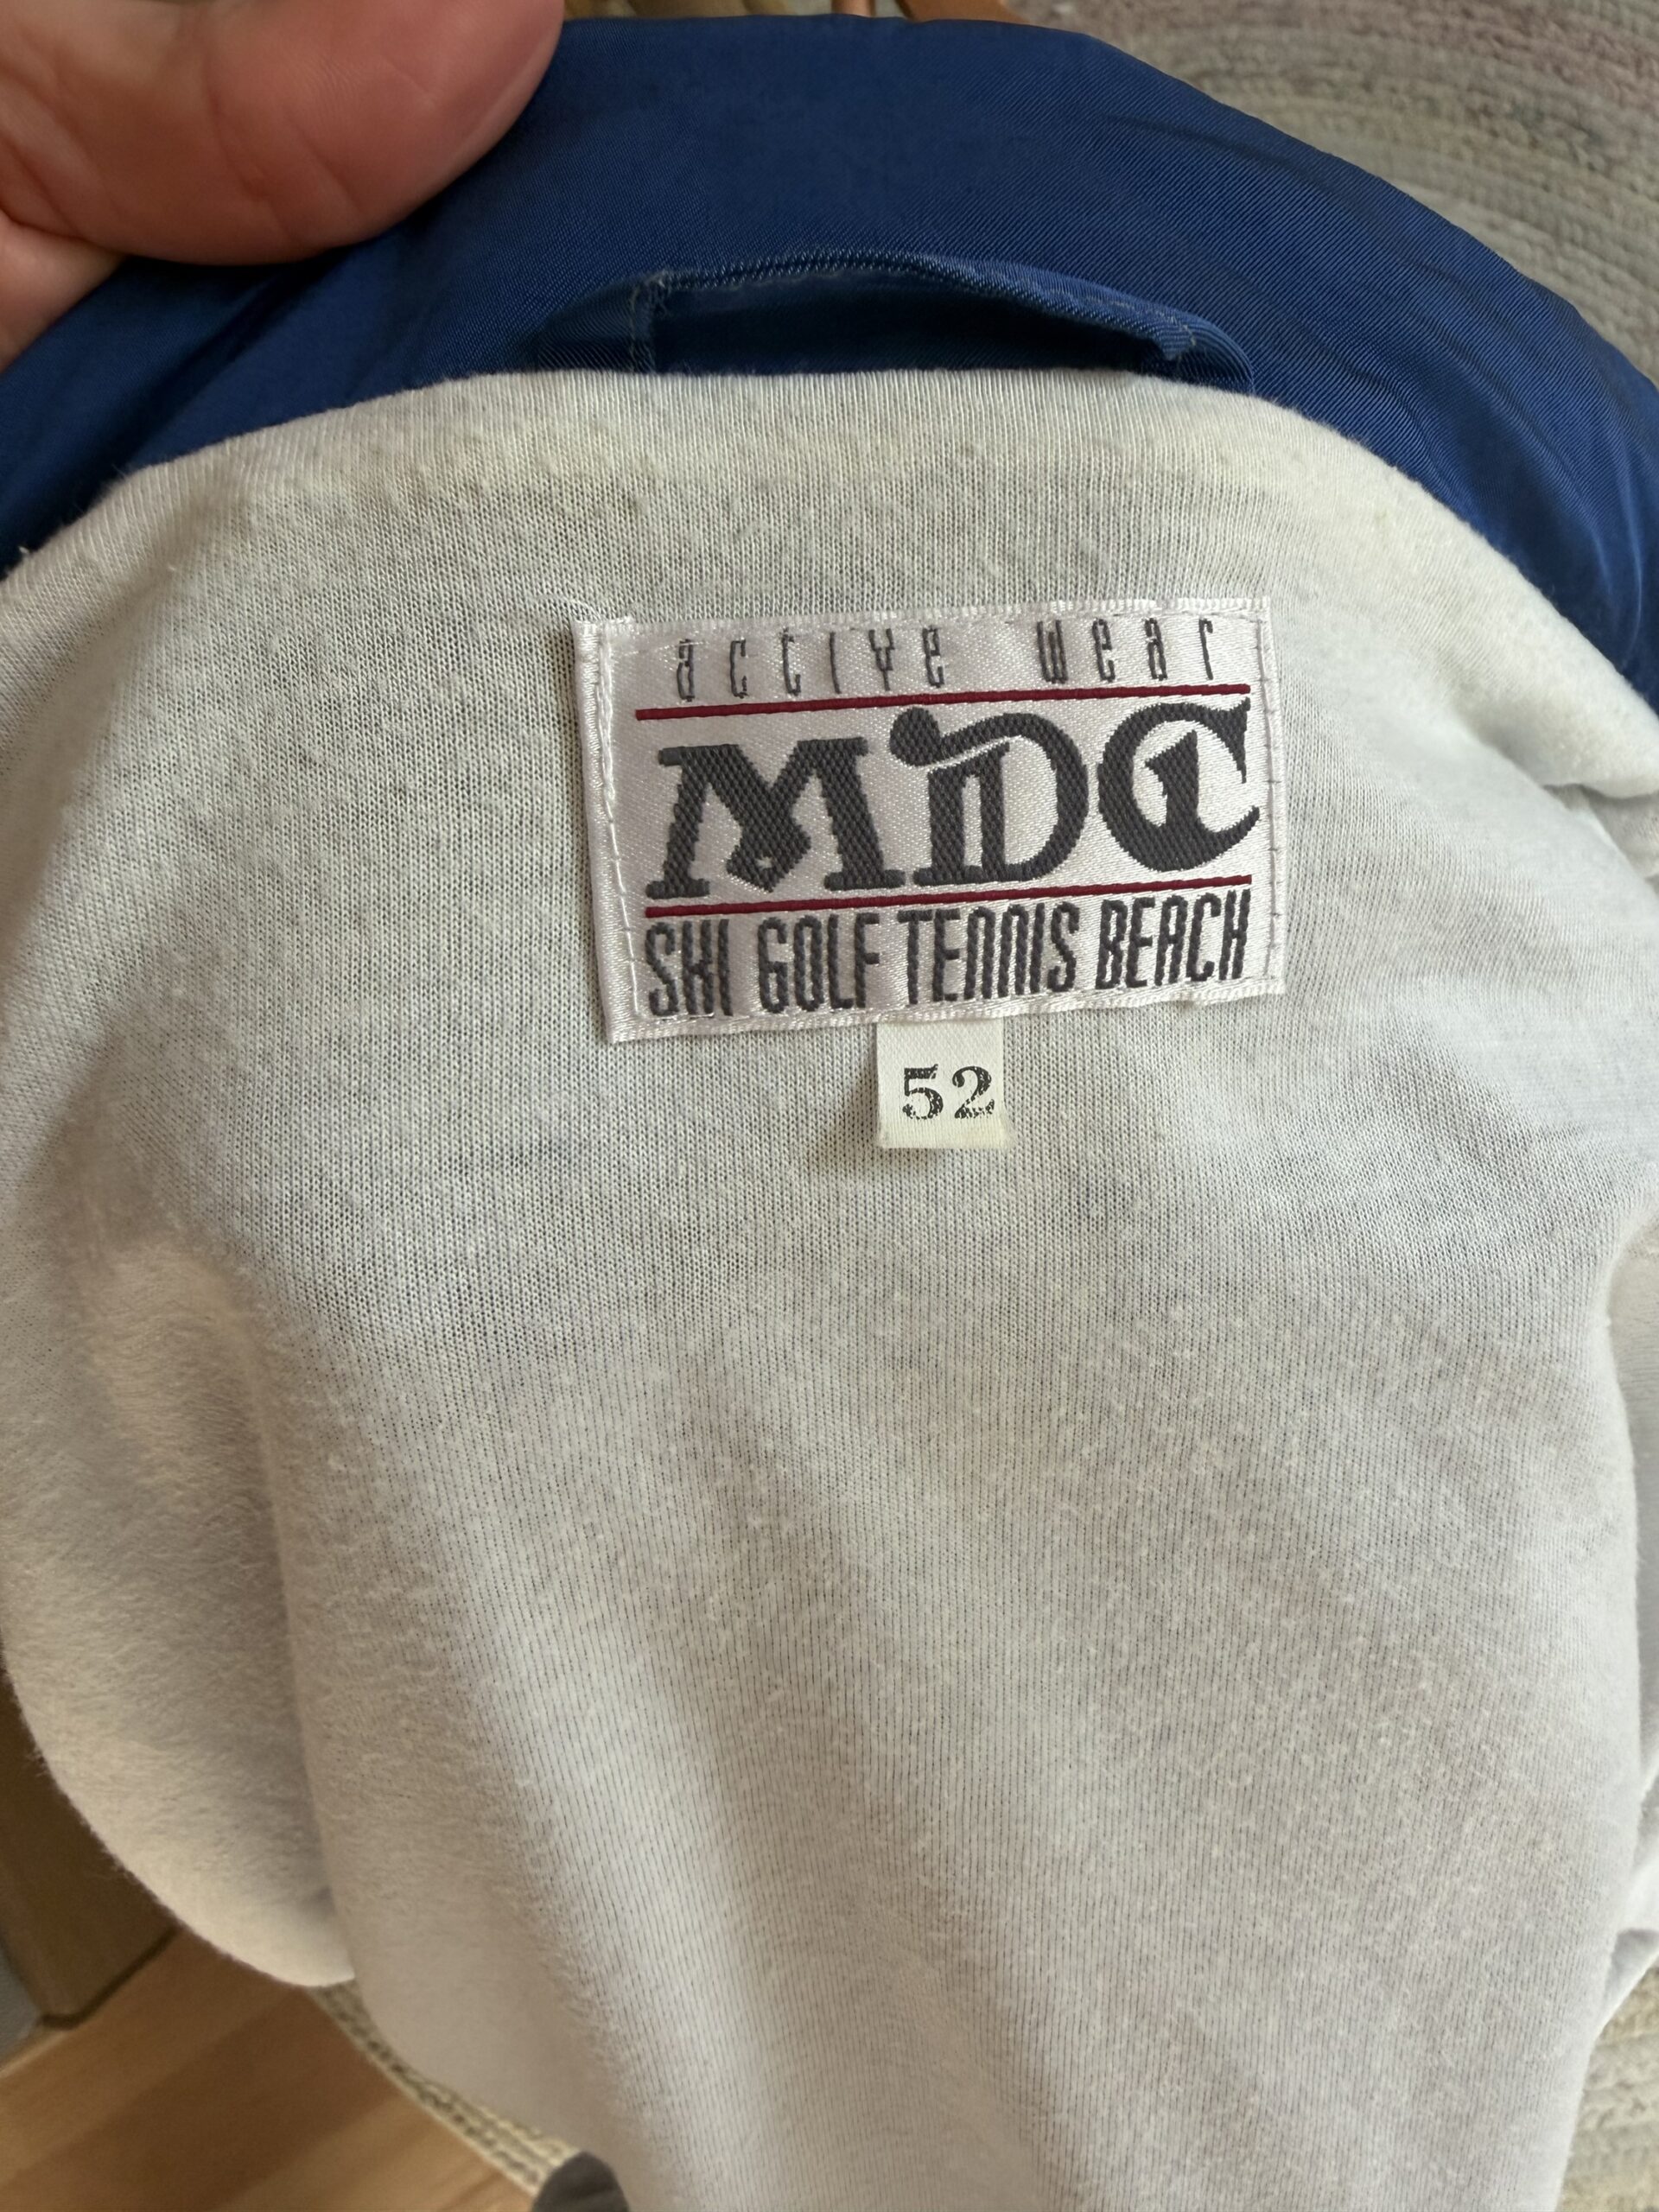 active wear
MDC
SKI GOLF TENNIS BEACH
52